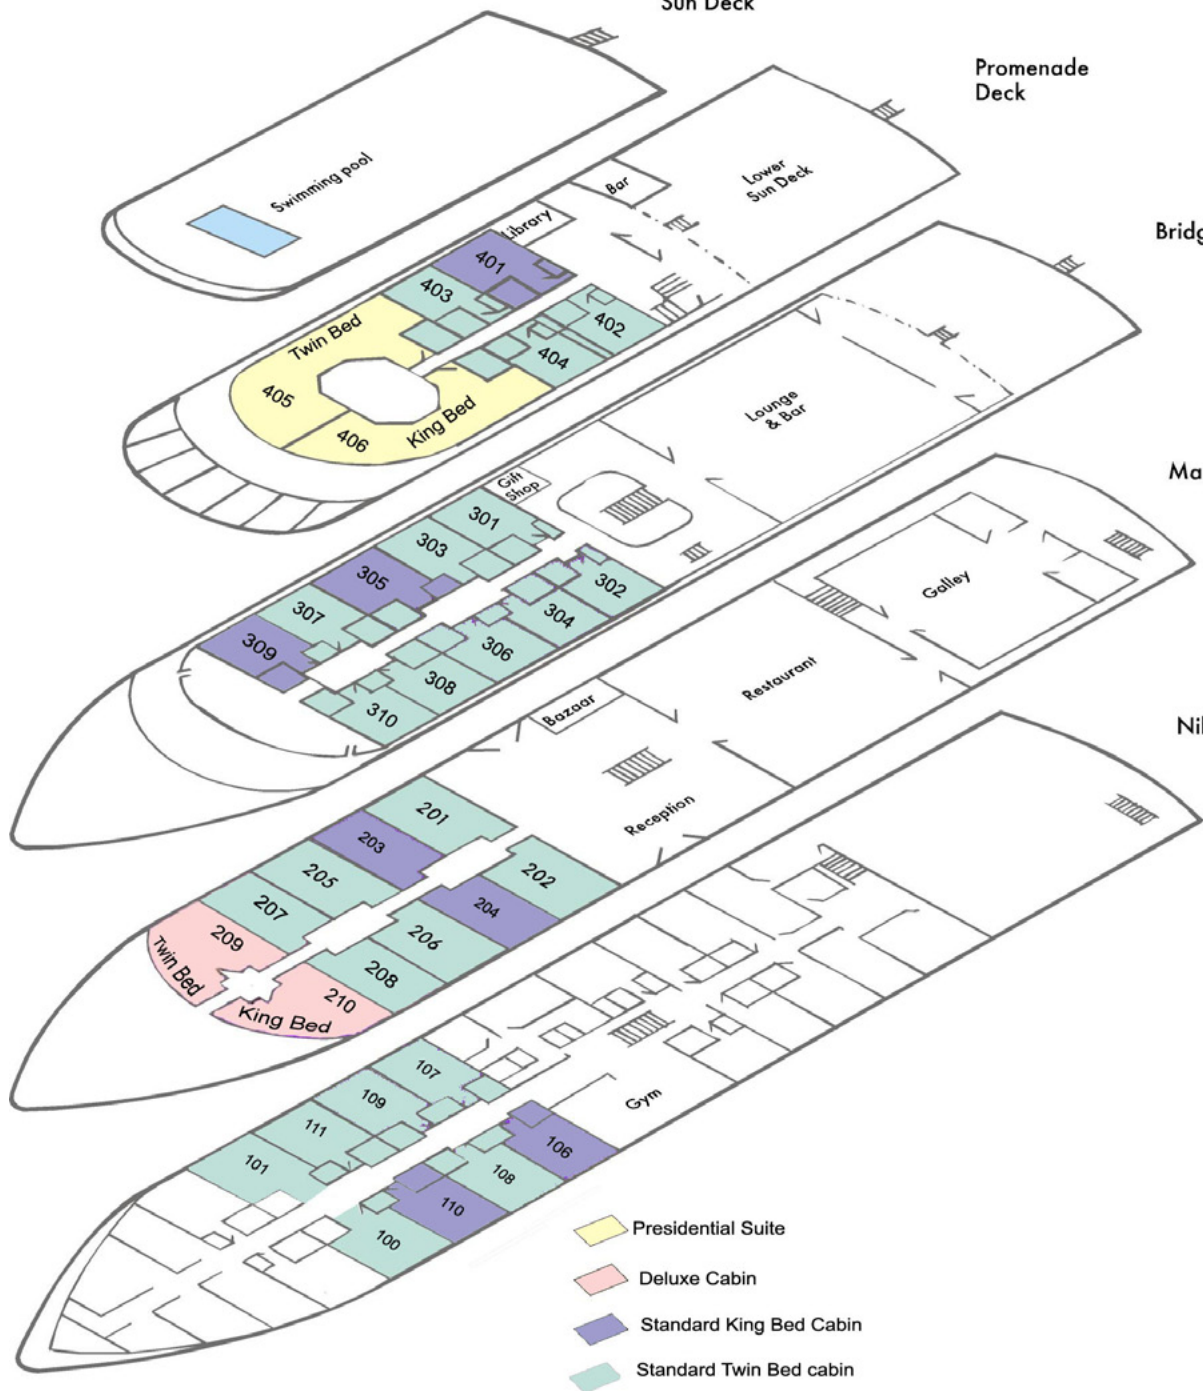 Sun Deck
Swimming pool
Promenade
Deck
Bar
Lower
Sun Deck
Library
401
403
402
404
Twin Bed
405
406
King Bed
Bridg
Lounge
& Bar
Gift
Shop
301
303
305
307
309
302
304
306
308
310
Ma
Galley
Restaurant
Bazaar
Reception
201
203
205
207
209
Twin Bed
202
204
206
208
210
King Bed
Nil
Gym
107
109
111
101
106
108
110
100
Presidential Suite
Deluxe Cabin
Standard King Bed Cabin
Standard Twin Bed cabin